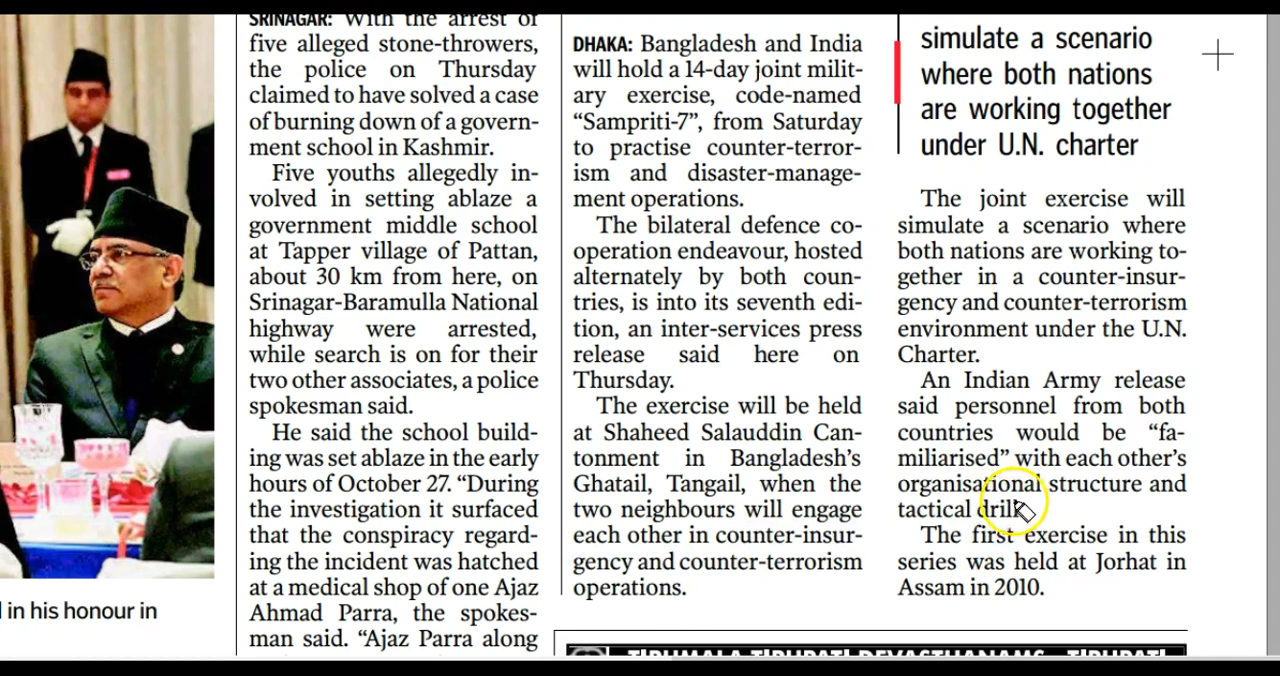 l in his honour in
SRINAGAR: With the arrest of
five alleged stone-throwers,
the police on Thursday
claimed to have solved a case
of burning down of a govern-
ment school in Kashmir.
Five youths allegedly in-
volved in setting ablaze a
government middle school
at Tapper village of Pattan,
about 30 km from here, on
Srinagar-Baramulla National
highway were arrested,
while search is on for their
two other associates, a police
spokesman said.
He said the school build-
ing was set ablaze in the early
hours of October 27. “During
the investigation it surfaced
that the conspiracy regard-
ing the incident was hatched
at a medical shop of one Ajaz
Ahmad Parra, the spokes-
man said. “Ajaz Parra along
DHAKA: Bangladesh and India
will hold a 14-day joint milit-
ary exercise, code-named
“Sampriti-7”, from Saturday
to practise counter-terror-
ism and disaster-manage-
ment operations.
The bilateral defence co-
operation endeavour, hosted
alternately by both coun-
tries, is into its seventh edi-
tion, an inter-services press
release said here on
Thursday.
The exercise will be held
at Shaheed Salauddin Can-
tonment in Bangladesh’s
Ghatail, Tangail, when the
two neighbours will engage
each other in counter-insur-
gency and counter-terrorism
operations.
simulate a scenario
where both nations
are working together
under U.N. charter
The joint exercise will
simulate a scenario where
both nations are working to-
gether in a counter-insur-
gency and counter-terrorism
environment under the U.N.
Charter.
An Indian Army release
said personnel from both
countries would be “fa-
miliarised” with each other’s
organisational structure and
tactical drills.
The first exercise in this
series was held at Jorhat in
Assam in 2010.
TIRUMALA TIRUPATI DEVASTHANAMS : TIRUPATI